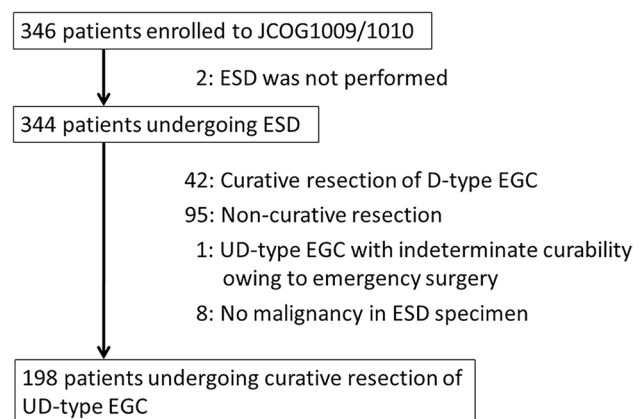 346 patients enrolled to JCOG1009/1010
2: ESD was not performed
344 patients undergoing ESD
42: Curative resection of D-type EGC
95: Non-curative resection
1: UD-type EGC with indeterminate curability
owing to emergency surgery
8: No malignancy in ESD specimen
198 patients undergoing curative resection of
UD-type EGC